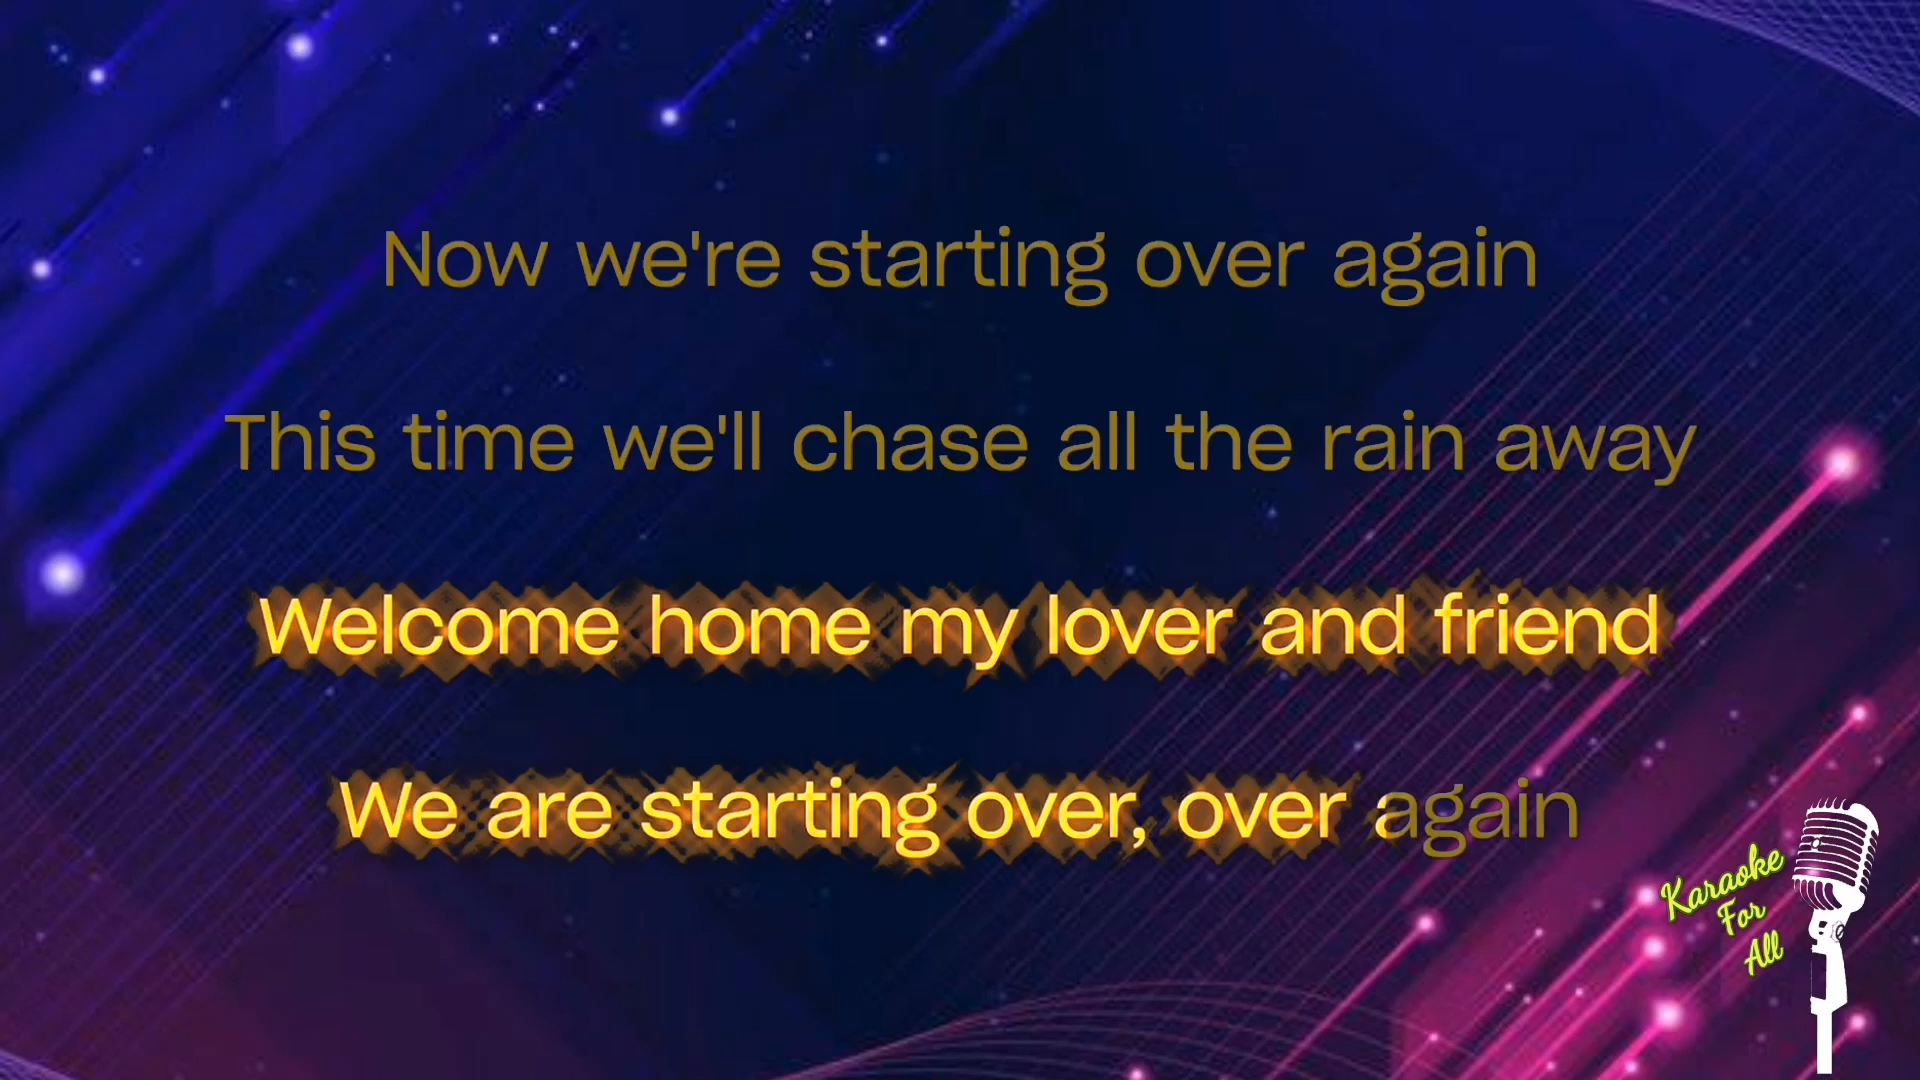 Now we're starting over again
This time we'll chase all the rain away
Welcome home my lover and friend
We are starting over, over again
Karaoke
For
All